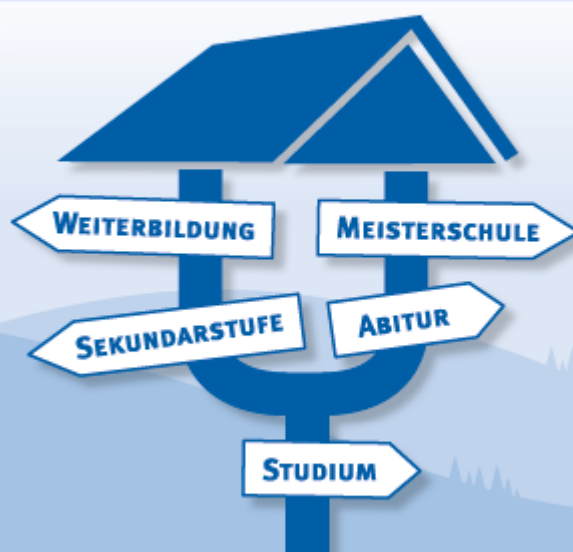 WEITERBILDUNG
MEISTERSCHULE
SEKUNDARSTUFE
ABITUR
STUDIUM